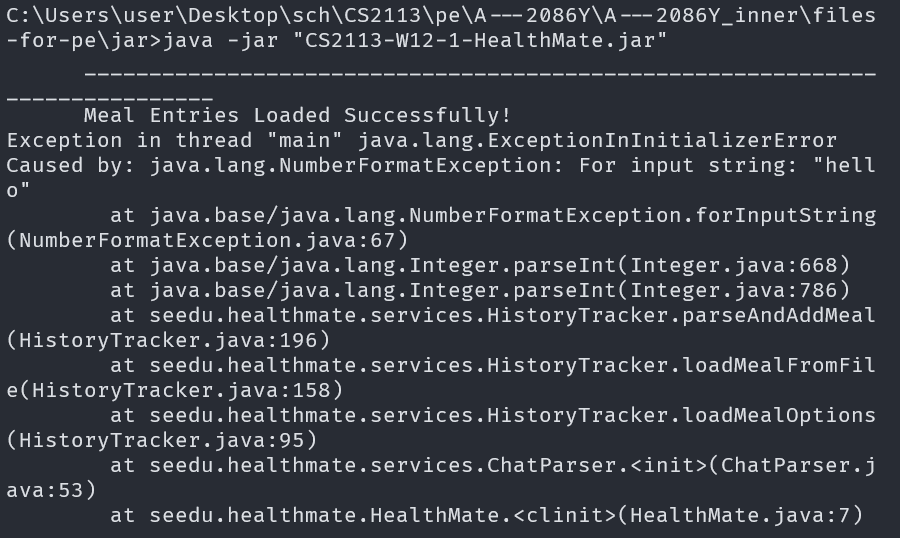 C:\Users\user\Desktop\sch\CS2113\pe\A---2086Y\A---2086Y_inner\files
-for-pe\jar>java -jar "CS2113-W12-1-HealthMate.jar"
      _____________________________________________________________
________________
      Meal Entries Loaded Successfully!
Exception in thread "main" java.lang.ExceptionInInitializerError
Caused by: java.lang.NumberFormatException: For input string: "hell
o"
        at java.base/java.lang.NumberFormatException.forInputString
(NumberFormatException.java:67)
        at java.base/java.lang.Integer.parseInt(Integer.java:668)
        at java.base/java.lang.Integer.parseInt(Integer.java:786)
        at seedu.healthmate.services.HistoryTracker.parseAndAddMeal
(HistoryTracker.java:196)
        at seedu.healthmate.services.HistoryTracker.loadMealFromFil
e(HistoryTracker.java:158)
        at seedu.healthmate.services.HistoryTracker.loadMealOptions
(HistoryTracker.java:95)
        at seedu.healthmate.services.ChatParser.<init>(ChatParser.j
ava:53)
        at seedu.healthmate.HealthMate.<clinit>(HealthMate.java:7)